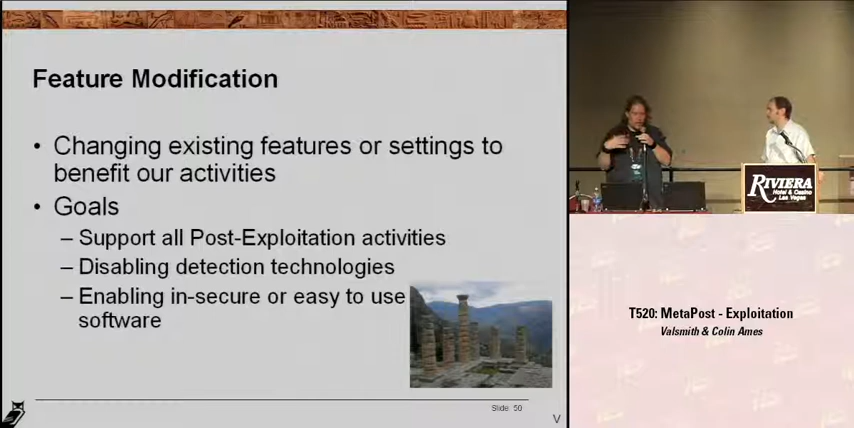 Feature Modification
• Changing existing features or settings to
benefit our activities
• Goals
– Support all Post-Exploitation activities
– Disabling detection technologies
– Enabling in-secure or easy to use
software
Slide: 50
V
RIVIERA
Hotel & Casino
Las Vegas
T520: MetaPost - Exploitation
Valsmith & Colin Ames